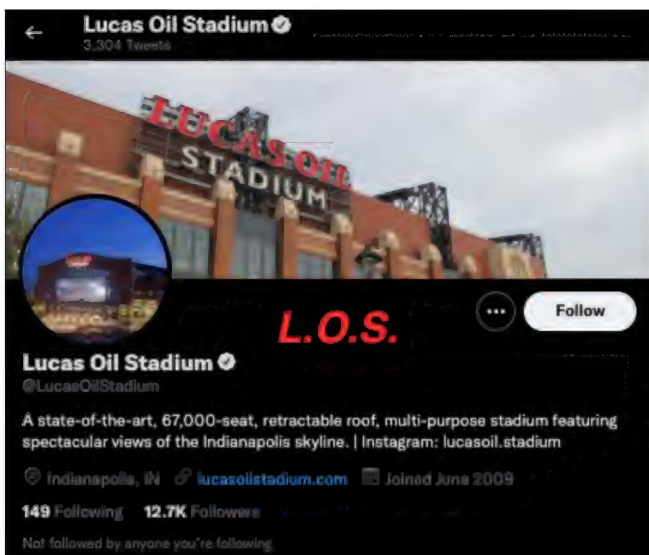 Lucas Oil Stadium
3,304 Tweets
LUCAS OIL
STADIUM
L.O.S.
Follow
Lucas Oil Stadium
@LucasOilStadium
A state-of-the-art, 67,000-seat, retractable roof, multi-purpose stadium featuring
spectacular views of the Indianapolis skyline. | Instagram: lucasoil.stadium
Indianapolis, IN lucasoilstadium.com Joined June 2009
149 Following 12.7K Followers
Not followed by anyone you're following